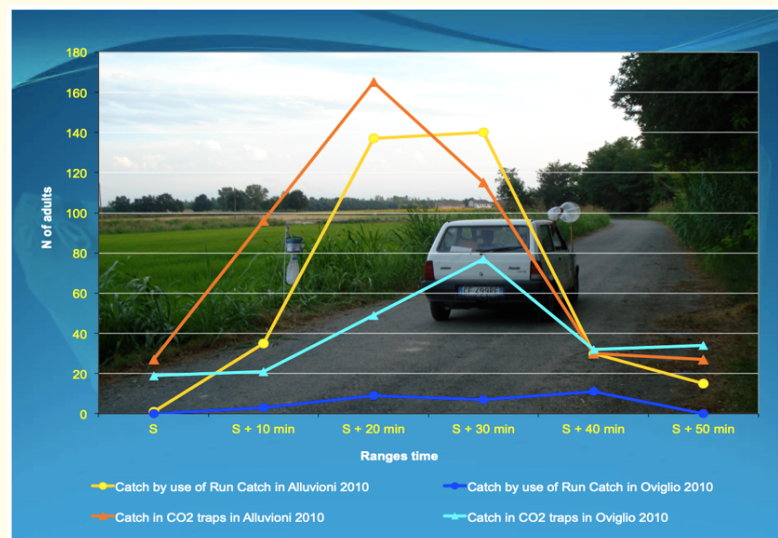 180
160
140
120
100
80
60
40
20
0
N of adults
S
S + 10 min
S + 20 min
S + 30 min
S + 40 min
S + 50 min
Ranges time
Catch by use of Run Catch in Alluvioni 2010
Catch by use of Run Catch in Oviglio 2010
Catch in CO2 traps in Alluvioni 2010
Catch in CO2 traps in Oviglio 2010